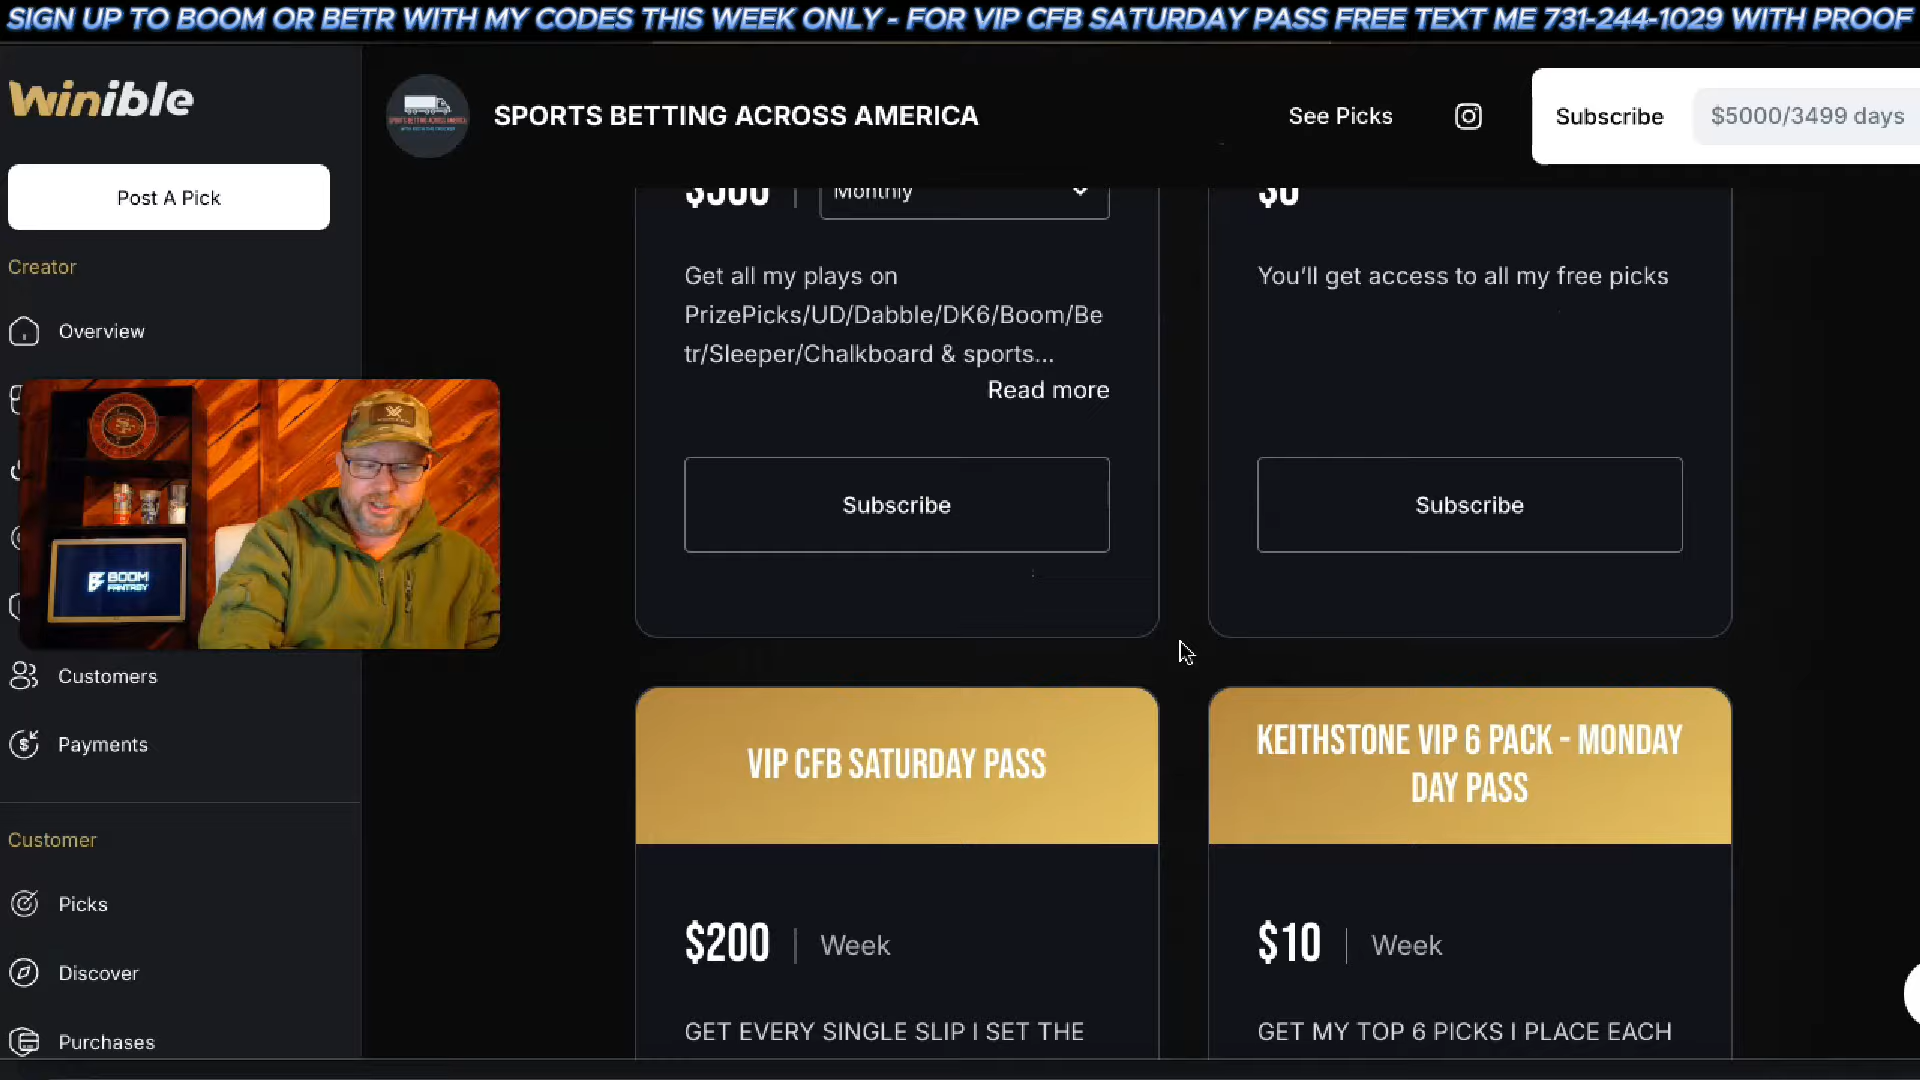 SIGN UP TO BOOM OR BETR WITH MY CODES THIS WEEK ONLY - FOR VIP CFB SATURDAY PASS FREE TEXT ME 731-244-1029 WITH PROOF
Winible
SPORTS BETTING ACROSS AMERICA
See Picks
Subscribe
$5000/3499 days
Post A Pick
Creator
Overview
Customers
Payments
Customer
Picks
Discover
Purchases
BOOM
FANTASY
$500
Monthly
Get all my plays on
PrizePicks/UD/Dabble/DK6/Boom/Be
tr/Sleeper/Chalkboard & sports...
Read more
Subscribe
$0
You'll get access to all my free picks
Subscribe
VIP CFB SATURDAY PASS
$200
Week
GET EVERY SINGLE SLIP I SET THE
KEITHSTONE VIP 6 PACK - MONDAY
DAY PASS
$10
Week
GET MY TOP 6 PICKS I PLACE EACH